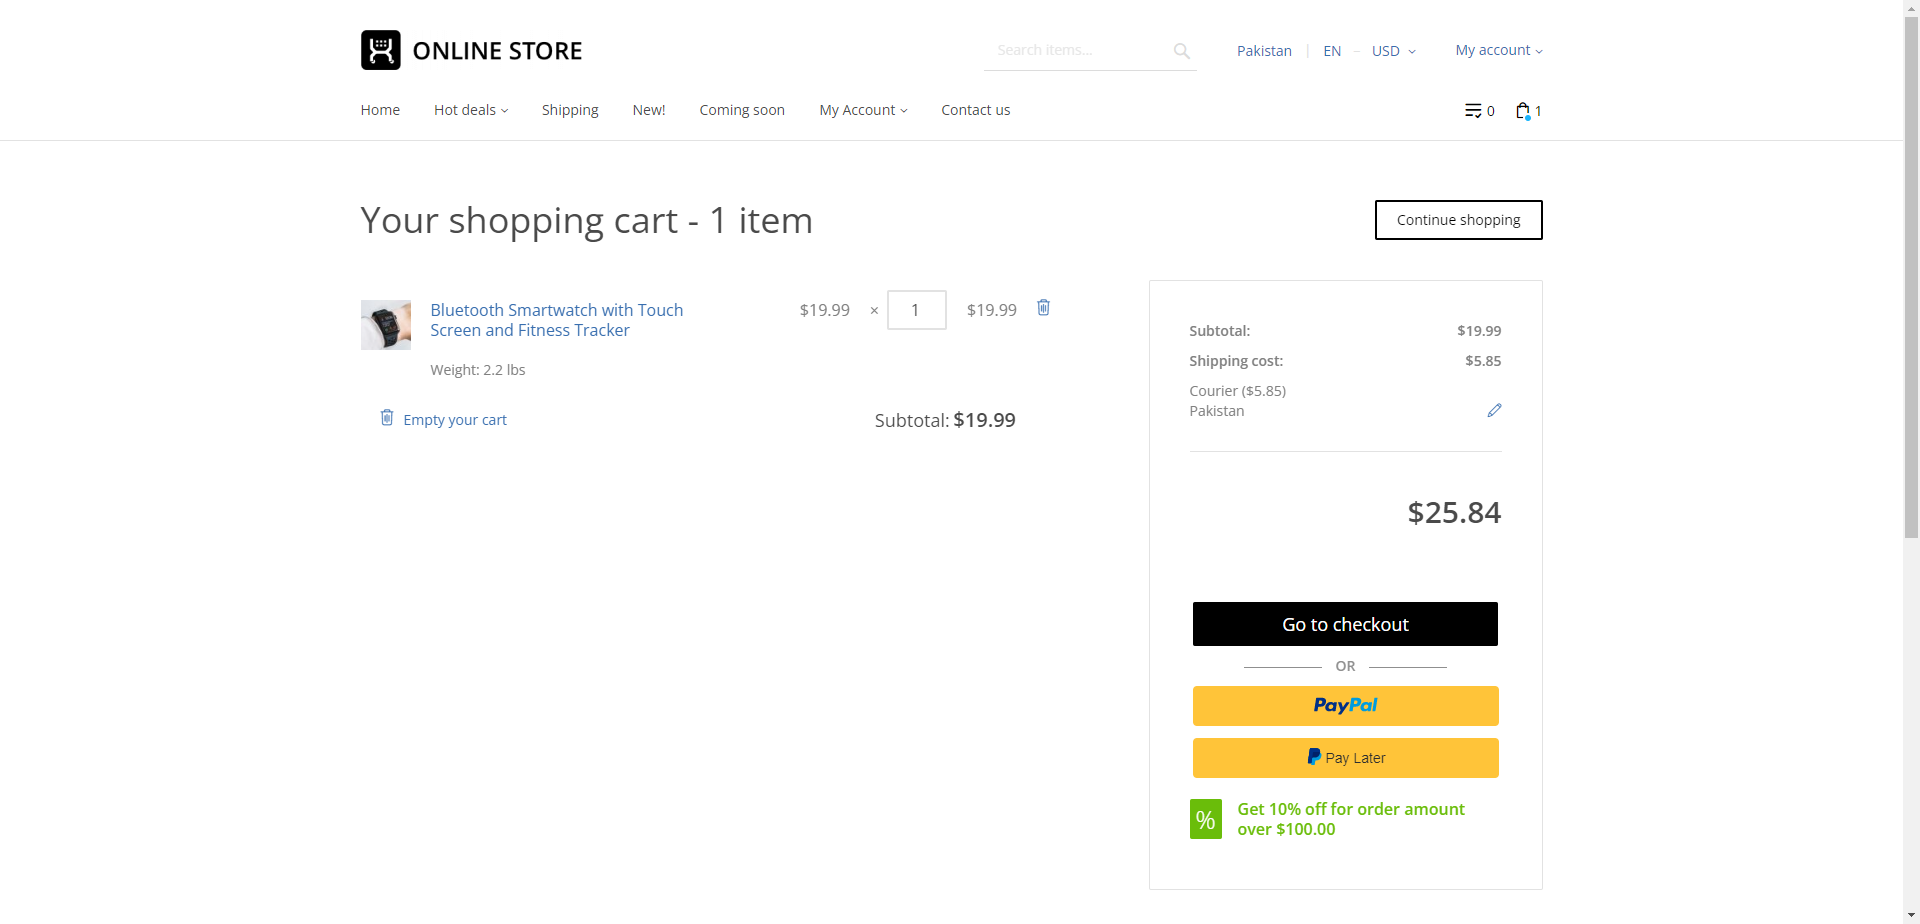 ONLINE STORE
Search items...
Pakistan
EN
USD
My account
Home
Hot deals
Shipping
New!
Coming soon
My Account
Contact us
0
1
Your shopping cart - 1 item
Continue shopping
Bluetooth Smartwatch with Touch
Screen and Fitness Tracker
$19.99 × 1 $19.99
Weight: 2.2 lbs
Empty your cart
Subtotal: $19.99
Subtotal: $19.99
Shipping cost: $5.85
Courier ($5.85)
Pakistan
$25.84
Go to checkout
OR
PayPal
Pay Later
%
Get 10% off for order amount
over $100.00